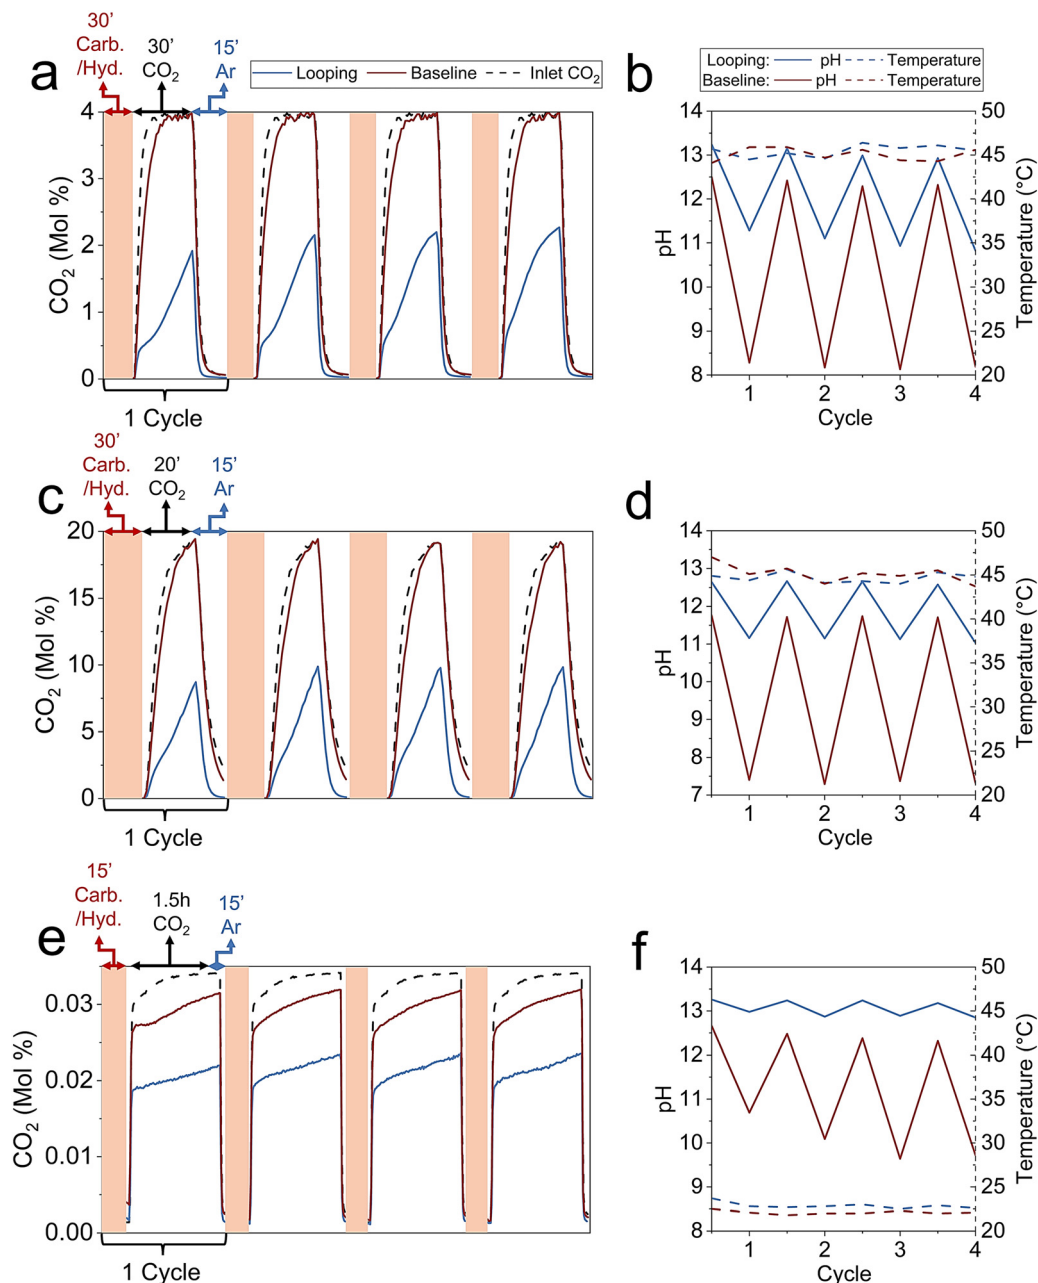 30’
Carb.
/Hyd.
30’
CO2
15’
Ar
a
Looping
Baseline
Inlet CO2
4
3
2
1
0
CO2 (Mol %)
1 Cycle
b
Looping: pH Temperature
Baseline: pH Temperature
14
13
12
11
10
9
8
pH
50
45
40
35
30
25
20
Temperature (°C)
1 2 3 4
Cycle
30’
Carb.
/Hyd.
20’
CO2
15’
Ar
c
20
15
10
5
0
CO2 (Mol %)
1 Cycle
d
14
13
12
11
10
9
8
7
pH
50
45
40
35
30
25
20
Temperature (°C)
1 2 3 4
Cycle
15’
Carb.
/Hyd.
1.5h
CO2
15’
Ar
e
0.03
0.02
0.01
0.00
CO2 (Mol %)
1 Cycle
f
14
13
12
11
10
9
8
pH
50
45
40
35
30
25
20
Temperature (°C)
1 2 3 4
Cycle